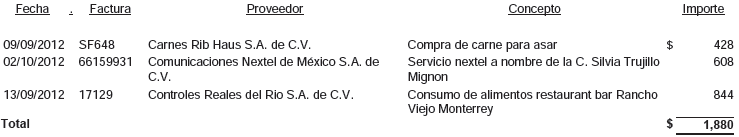 Fecha . Factura Proveedor Concepto Importe
09/09/2012 SF648 Carnes Rib Haus S.A. de C.V. Compra de carne para asar $ 428
02/10/2012 66159931 Comunicaciones Nextel de México S.A. de C.V. Servicio nextel a nombre de la C. Silvia Trujillo Mignon 608
13/09/2012 17129 Controles Reales del Rio S.A. de C.V. Consumo de alimentos restaurant bar Rancho Viejo Monterrey 844
Total $ 1,880